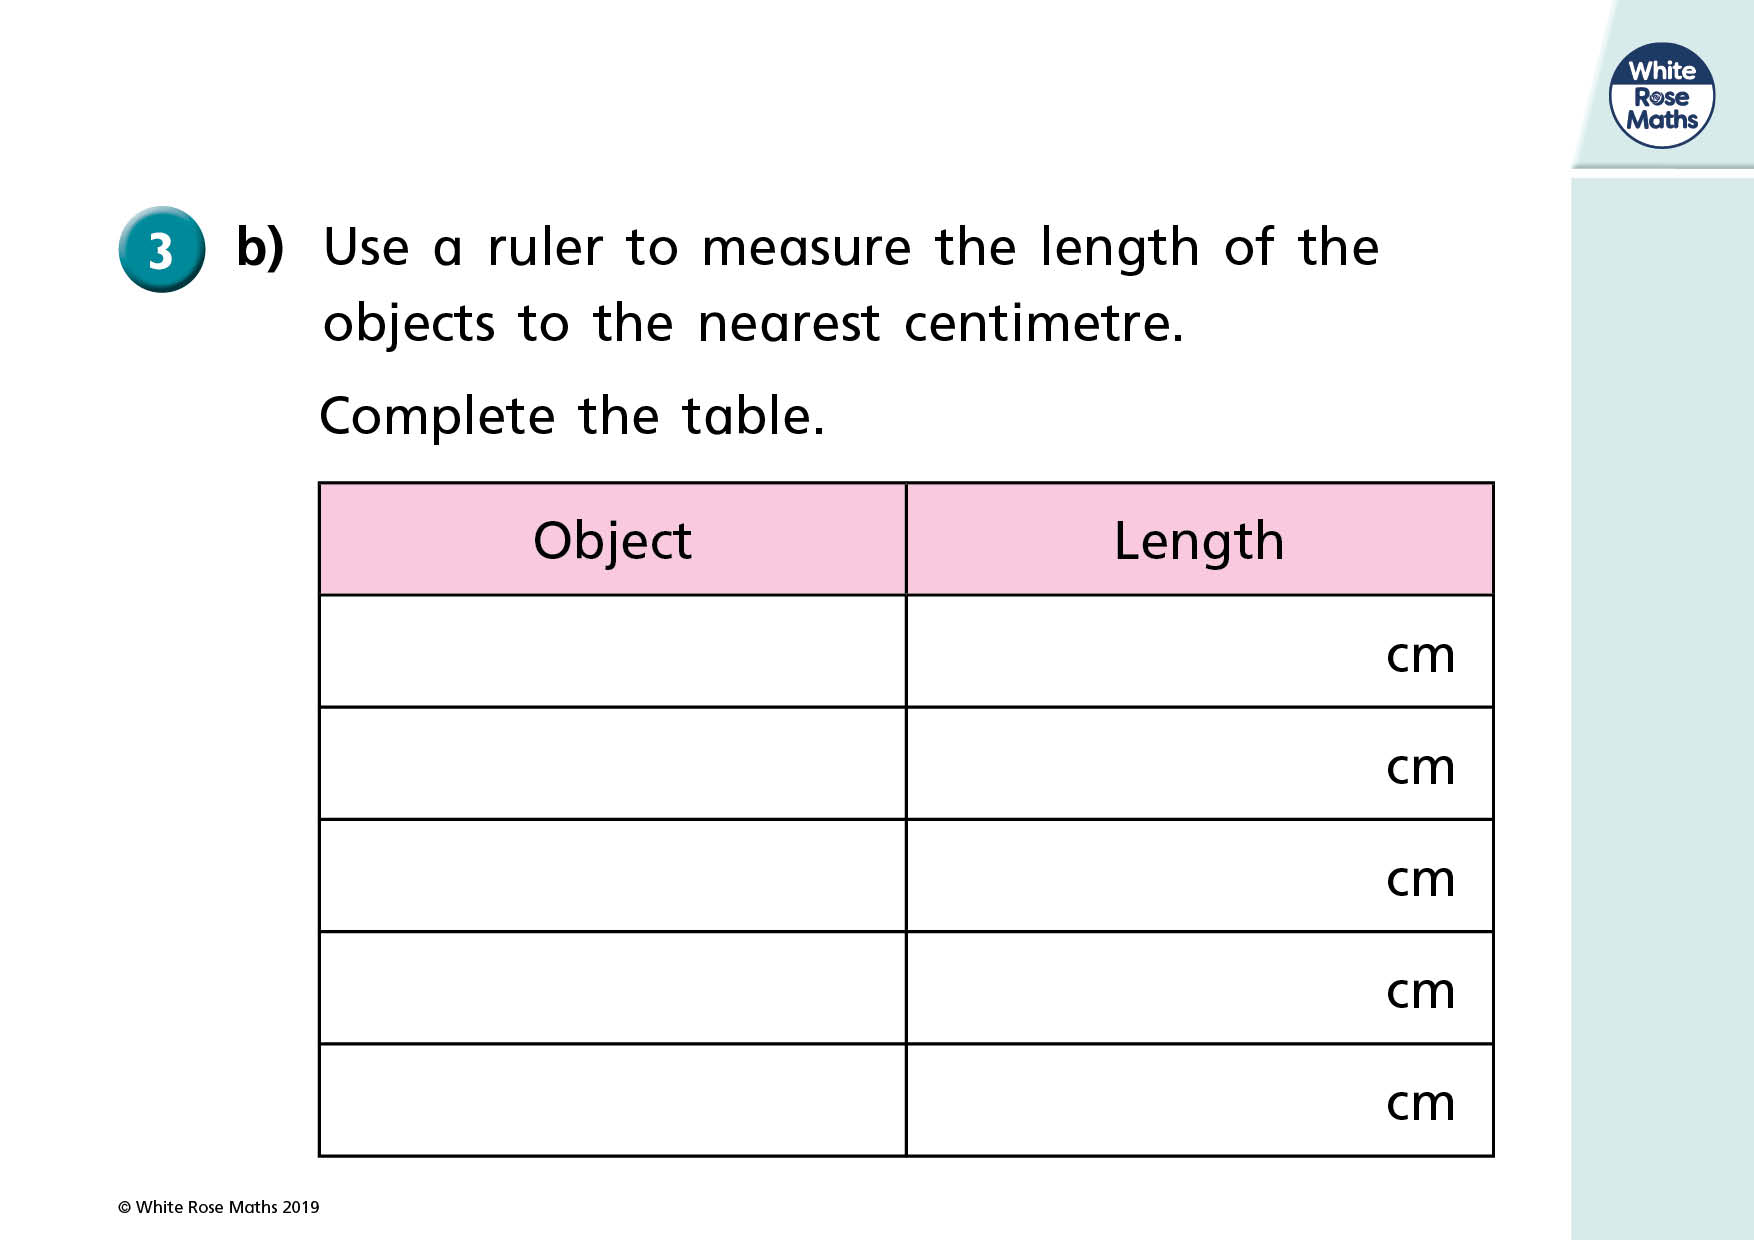 White
Rose
Maths
3 b) Use a ruler to measure the length of the
objects to the nearest centimetre.
Complete the table.
Object Length
cm
cm
cm
cm
cm
© White Rose Maths 2019